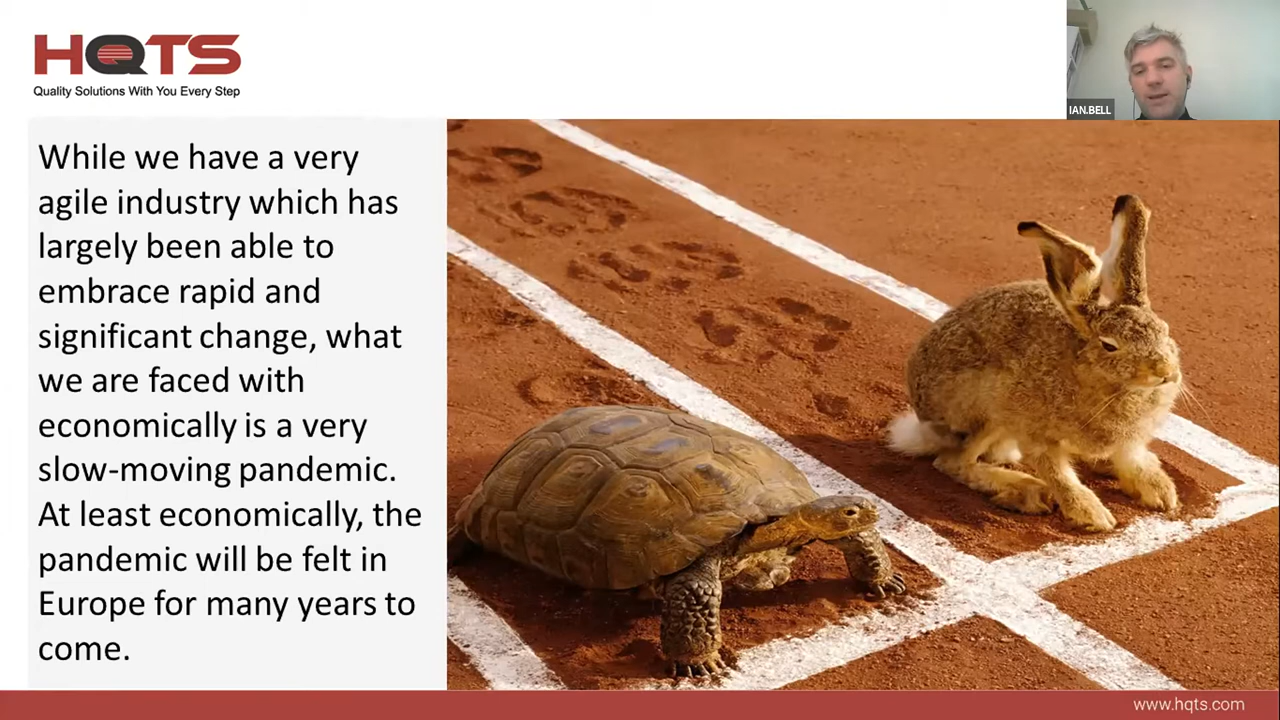 HQTS
Quality Solutions With You Every Step
IAN.BELL
While we have a very
agile industry which has
largely been able to
embrace rapid and
significant change, what
we are faced with
economically is a very
slow-moving pandemic.
At least economically, the
pandemic will be felt in
Europe for many years to
come.
www.hqts.com